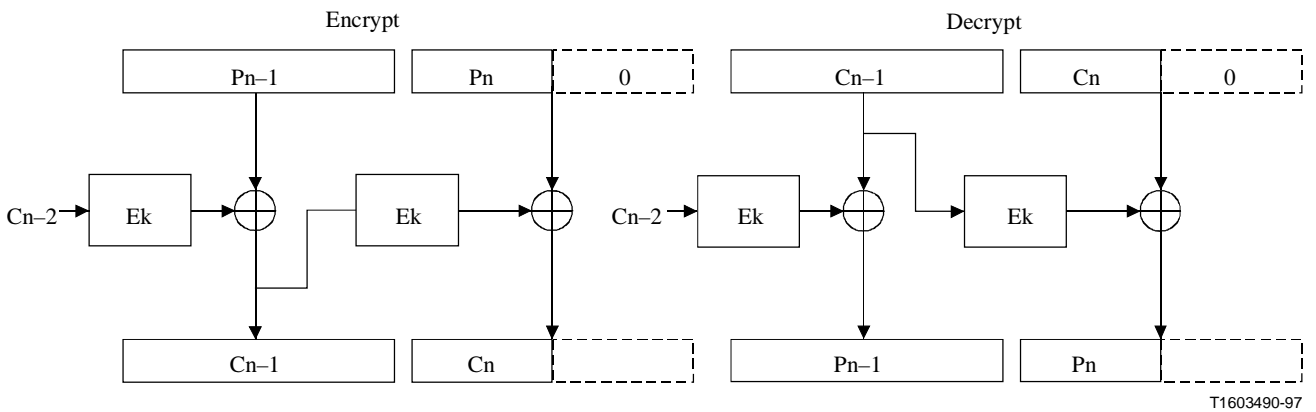 Encrypt
Decrypt
Pn–1
Pn
0
Cn–1
Cn
0
Cn–2
Ek
Ek
Cn–2
Ek
Ek
Cn–1
Cn
Pn–1
Pn
T1603490-97